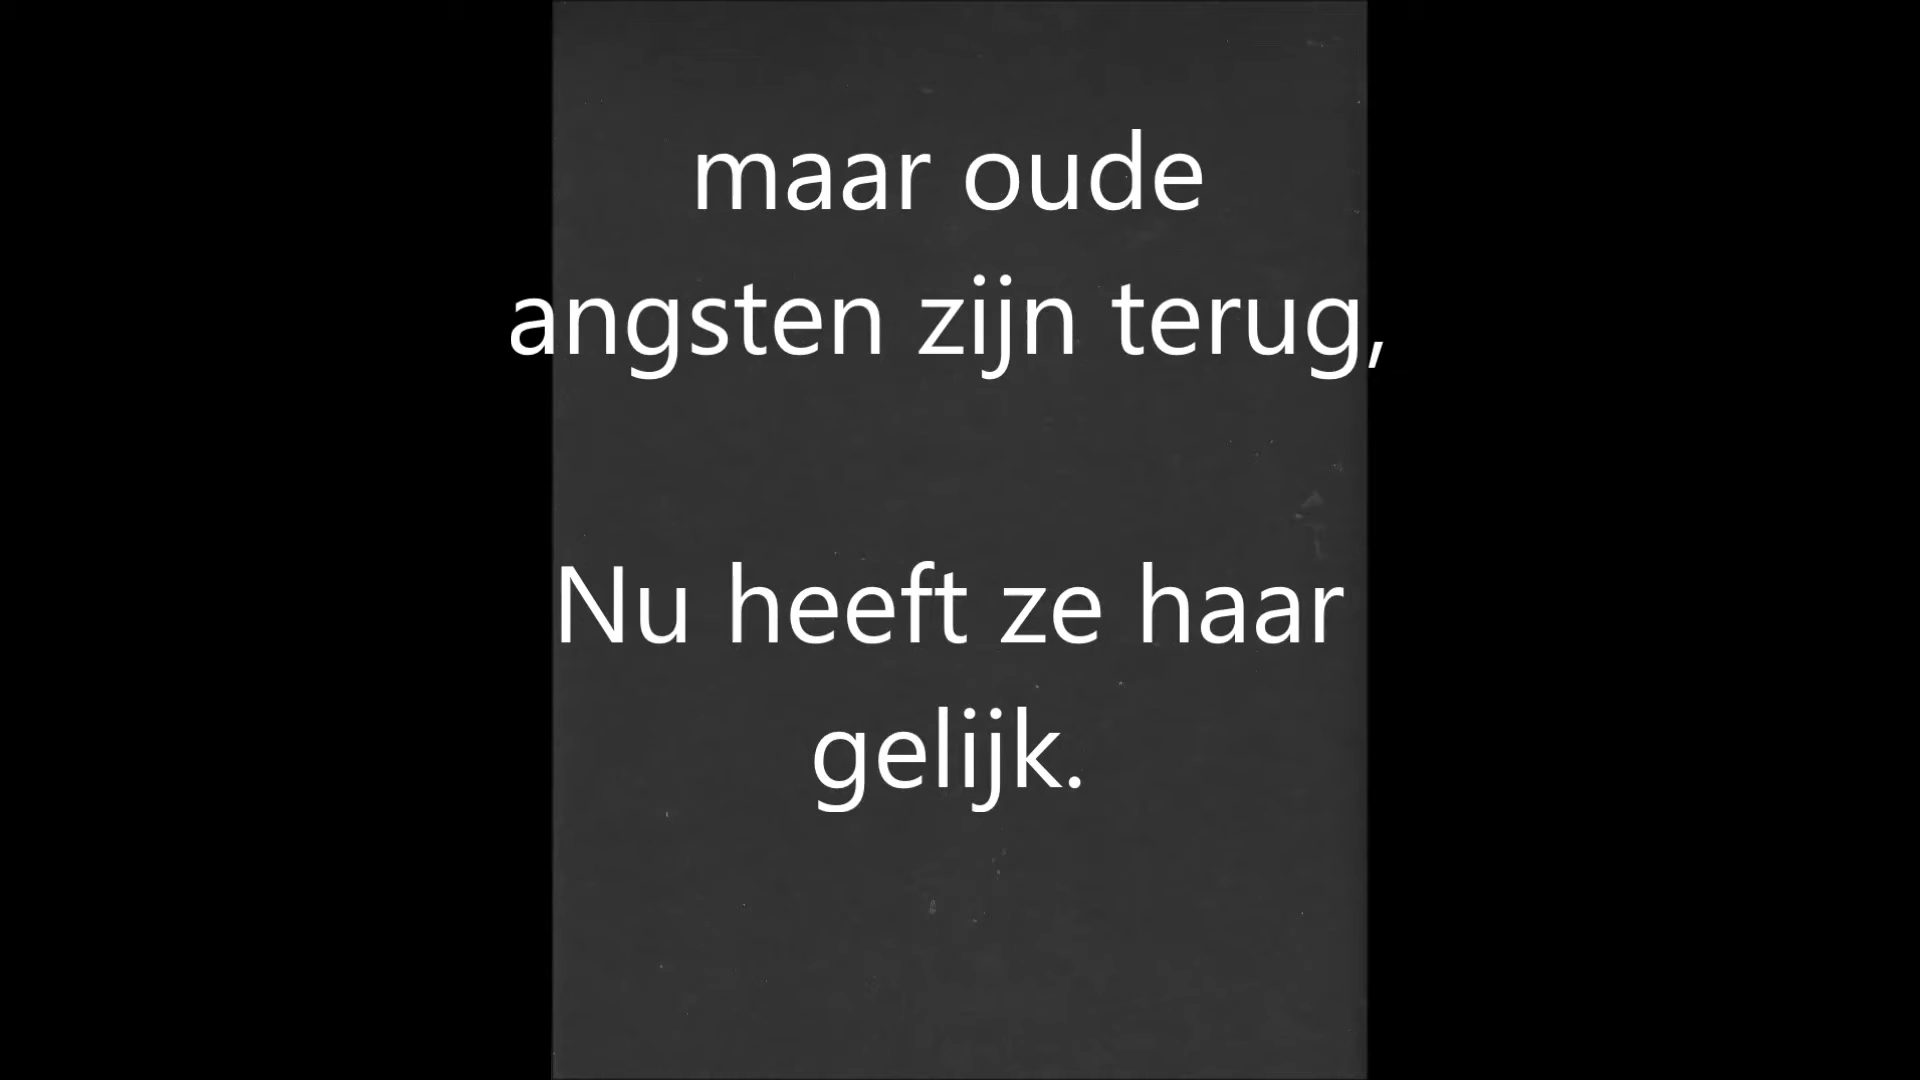 maar oude
angsten zijn terug,
Nu heeft ze haar
gelijk.